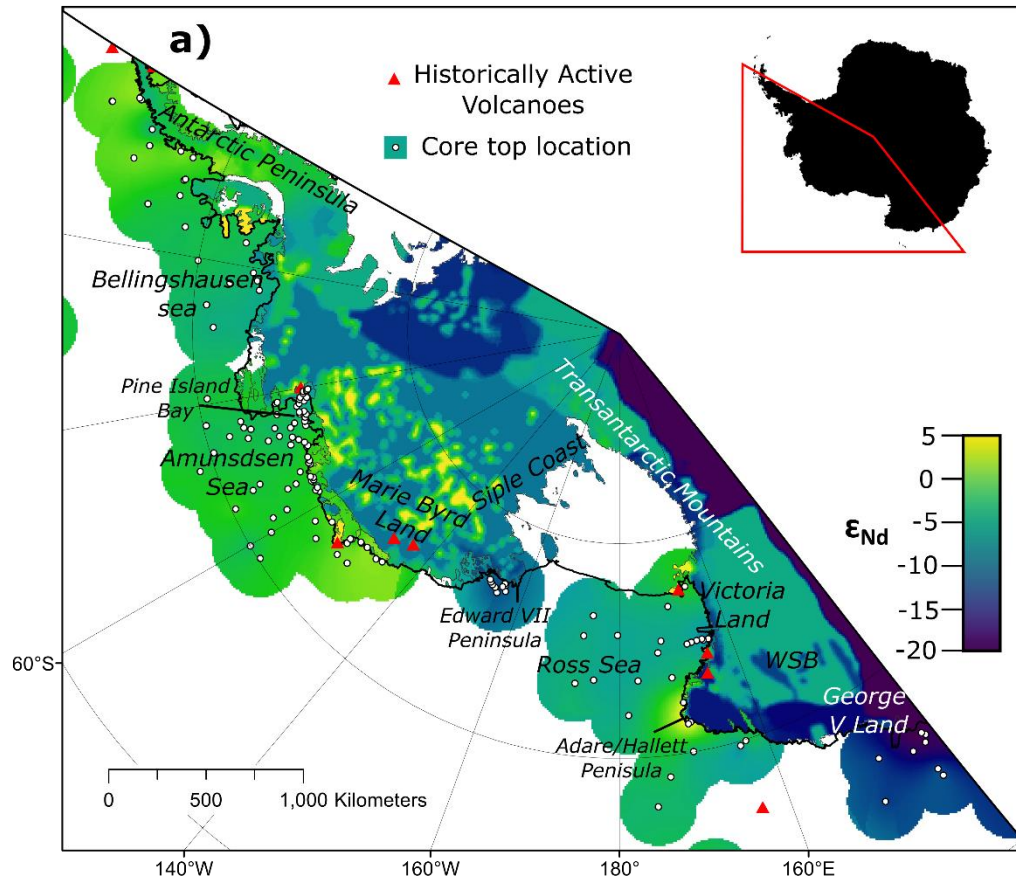 a)
Historically Active
Volcanoes
Core top location
Antarctic Peninsula
Bellingshausen
sea
Pine Island
Bay
Amunsdsen
Sea
Marie Byrd
Land
Siple Coast
Transantarctic Mountains
Edward VII
Peninsula
Ross Sea
Victoria
Land
WSB
George
V Land
Adare/Hallett
Penisula
5
0
-5
-10
-15
-20
εNd
60°S
0
500
1,000 Kilometers
140°W
160°W
180°
160°E